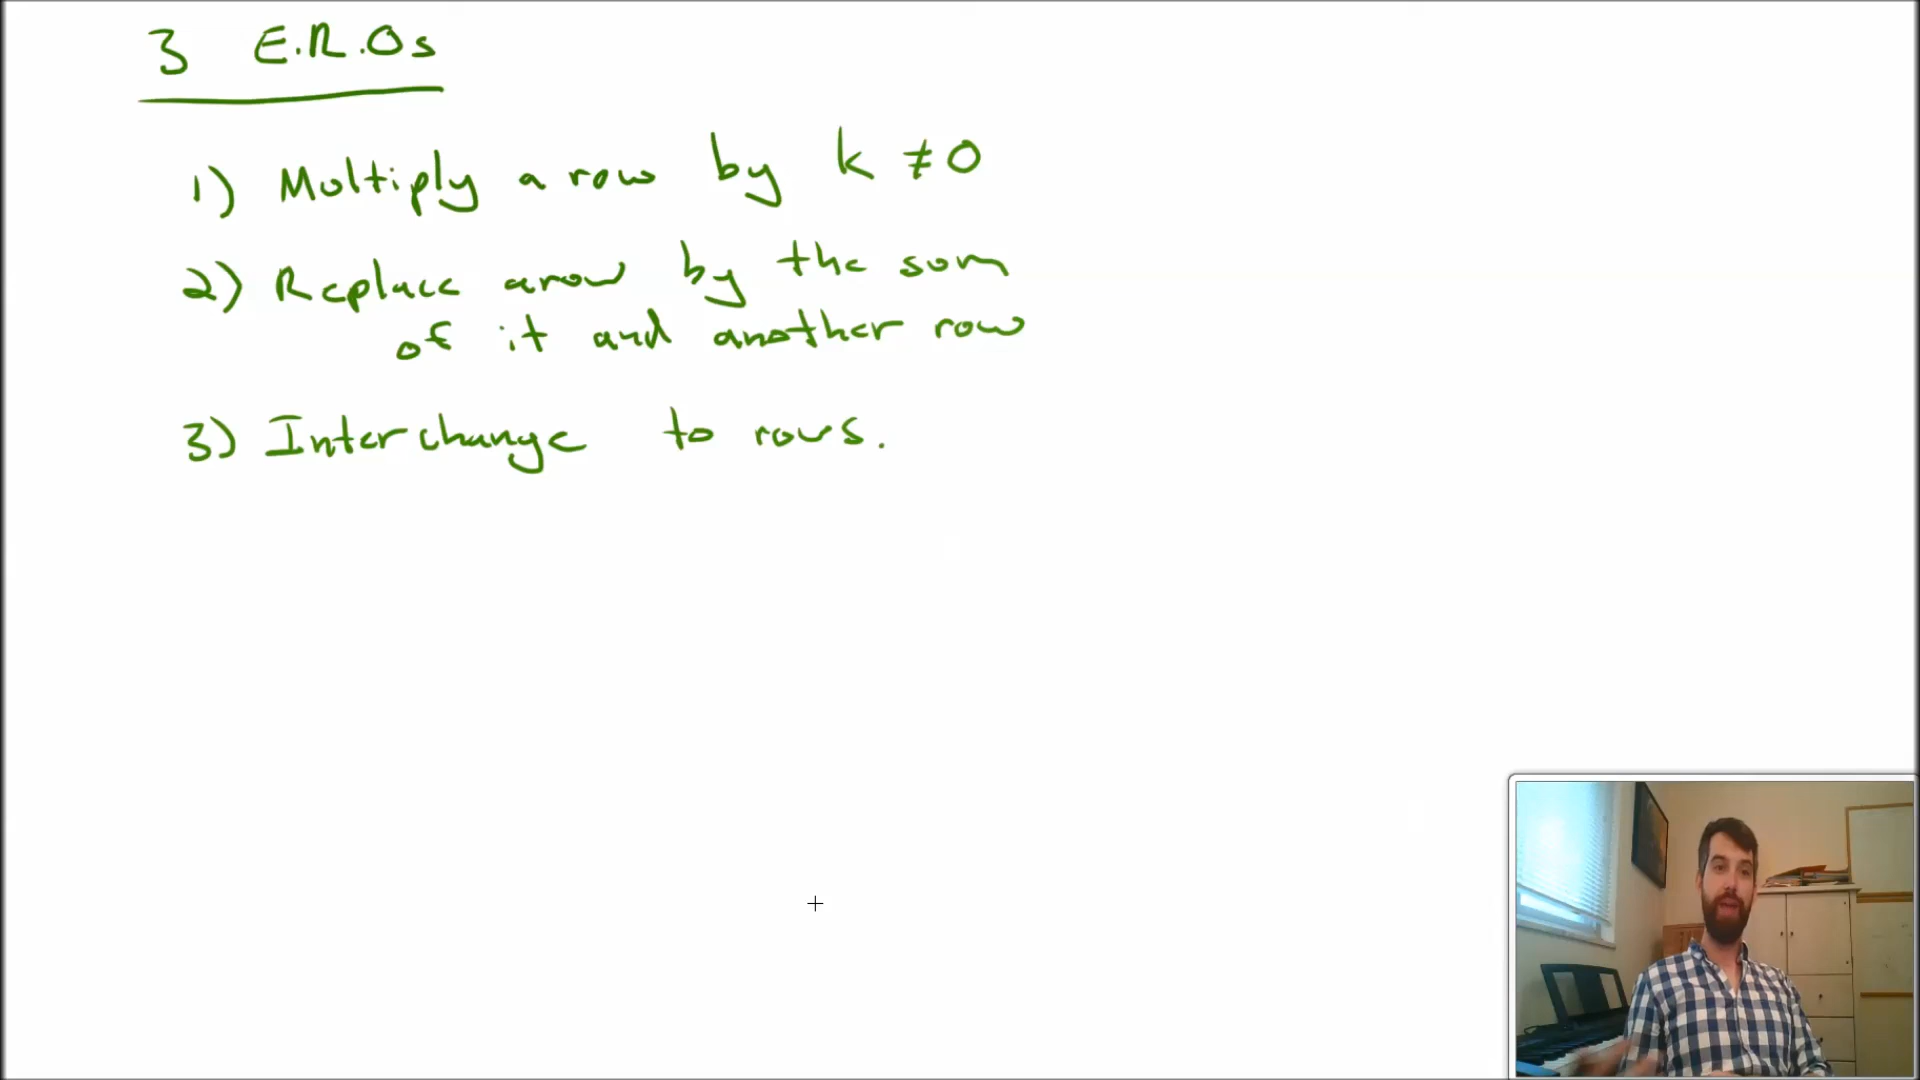 3 E.R.Os
1) Multiply a row by k ≠ 0
2) Replace a row by the sum
of it and another row
3) Interchange to rows.